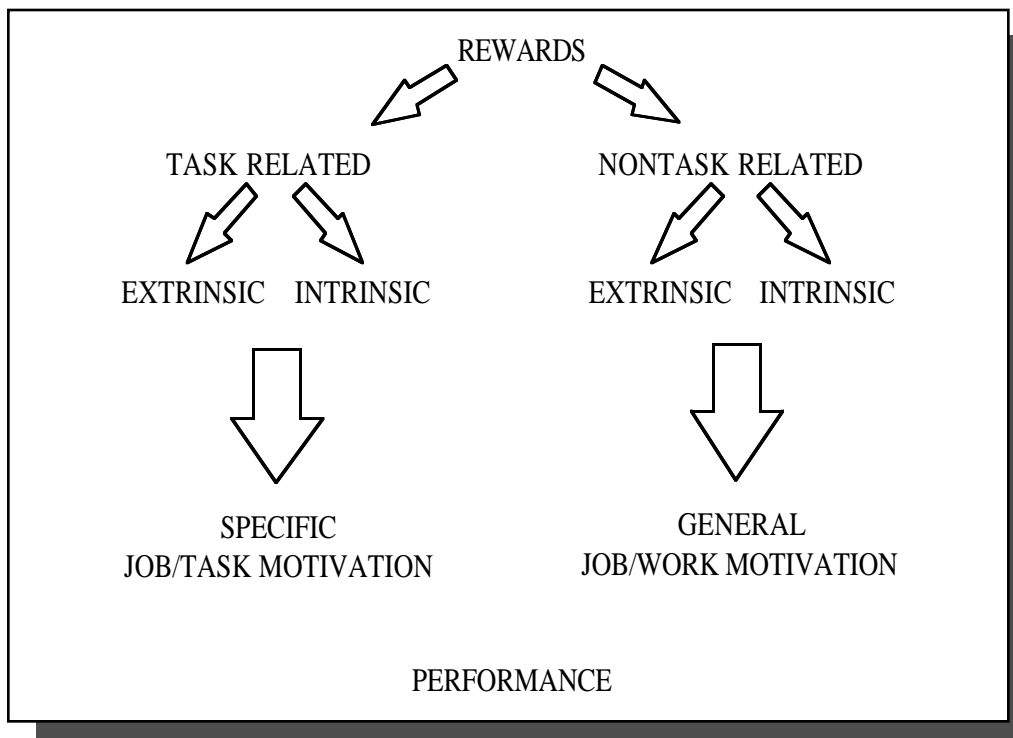 REWARDS
TASK RELATED
NONTASK RELATED
EXTRINSIC INTRINSIC
EXTRINSIC INTRINSIC
SPECIFIC
JOB/TASK MOTIVATION
GENERAL
JOB/WORK MOTIVATION
PERFORMANCE